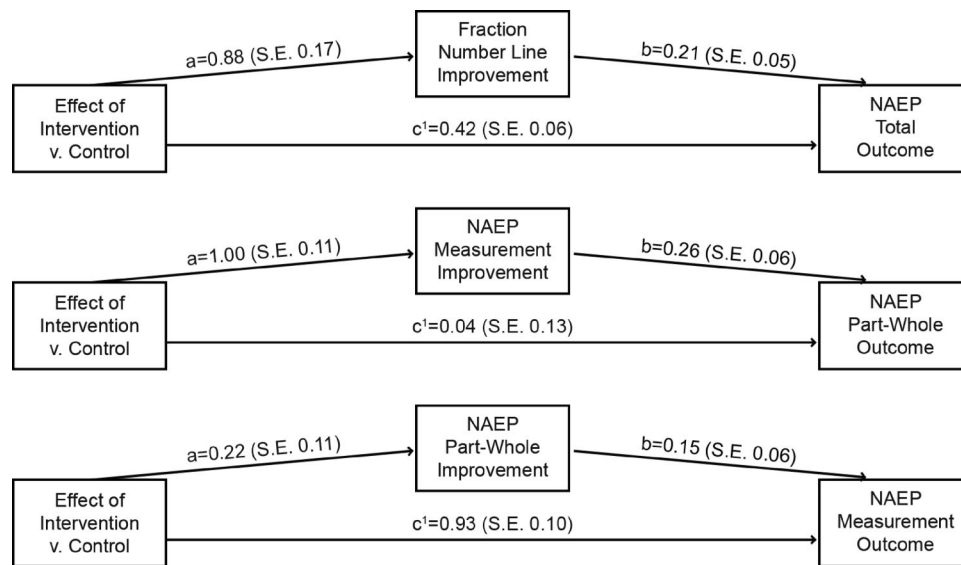 Fraction
Number Line
Improvement
a=0.88 (S.E. 0.17)
b=0.21 (S.E. 0.05)
Effect of
Intervention
v. Control
c¹=0.42 (S.E. 0.06)
NAEP
Total
Outcome
NAEP
Measurement
Improvement
a=1.00 (S.E. 0.11)
b=0.26 (S.E. 0.06)
Effect of
Intervention
v. Control
c¹=0.04 (S.E. 0.13)
NAEP
Part-Whole
Outcome
NAEP
Part-Whole
Improvement
a=0.22 (S.E. 0.11)
b=0.15 (S.E. 0.06)
Effect of
Intervention
v. Control
c¹=0.93 (S.E. 0.10)
NAEP
Measurement
Outcome